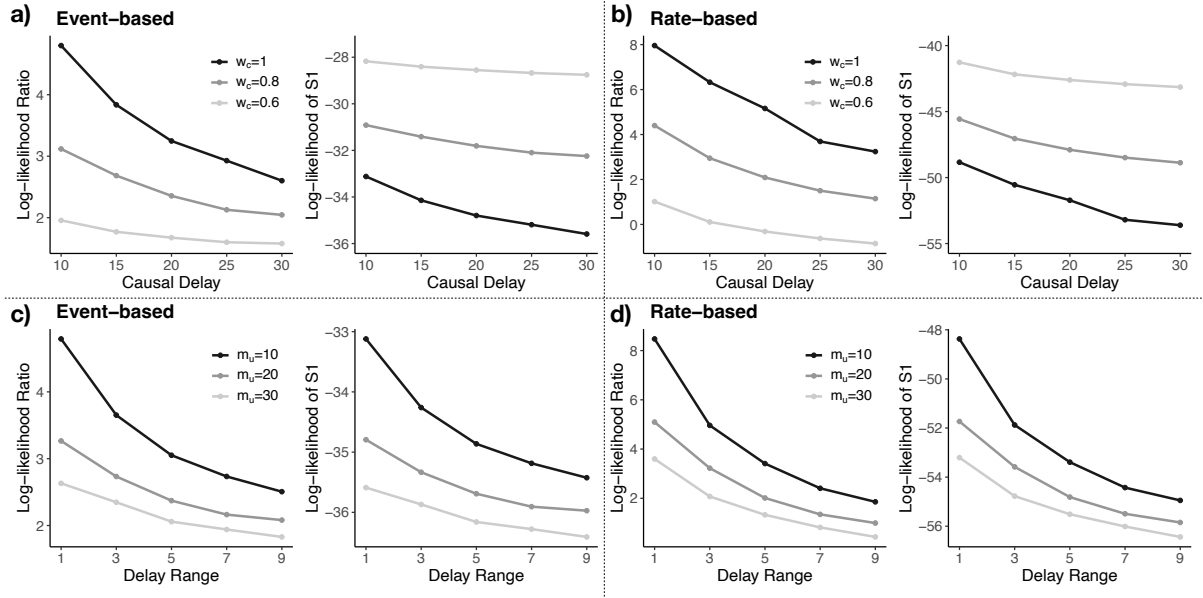 a) Event−based
Log−likelihood Ratio
4
3
2
w_c=1
w_c=0.8
w_c=0.6
10 15 20 25 30
Causal Delay
Log−likelihood of S1
−28
−30
−32
−34
−36
10 15 20 25 30
Causal Delay
b) Rate−based
Log−likelihood Ratio
8
6
4
2
0
w_c=1
w_c=0.8
w_c=0.6
10 15 20 25 30
Causal Delay
Log−likelihood of S1
−40
−45
−50
−55
10 15 20 25 30
Causal Delay
c) Event−based
Log−likelihood Ratio
4
3
2
m_u=10
m_u=20
m_u=30
1 3 5 7 9
Delay Range
Log−likelihood of S1
−33
−34
−35
−36
1 3 5 7 9
Delay Range
d) Rate−based
Log−likelihood Ratio
8
6
4
2
m_u=10
m_u=20
m_u=30
1 3 5 7 9
Delay Range
Log−likelihood of S1
−48
−50
−52
−54
−56
1 3 5 7 9
Delay Range